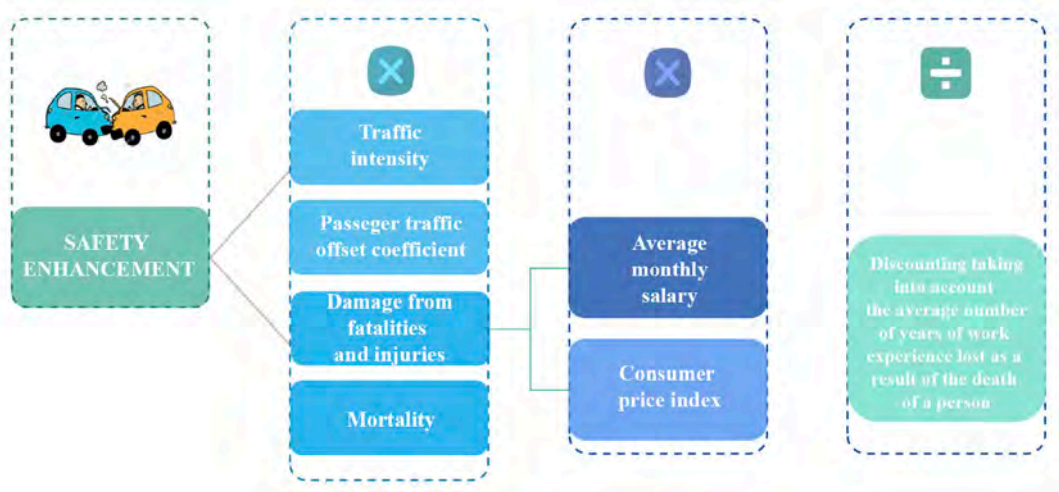 SAFETY
ENHANCEMENT
Traffic
intensity
Passeger traffic
offset coefficient
Damage from
fatalities
and injuries
Mortality
Average
monthly
salary
Consumer
price index
Discounting taking
into account
the average number
of years of work
experience lost as a
result of the death
of a person